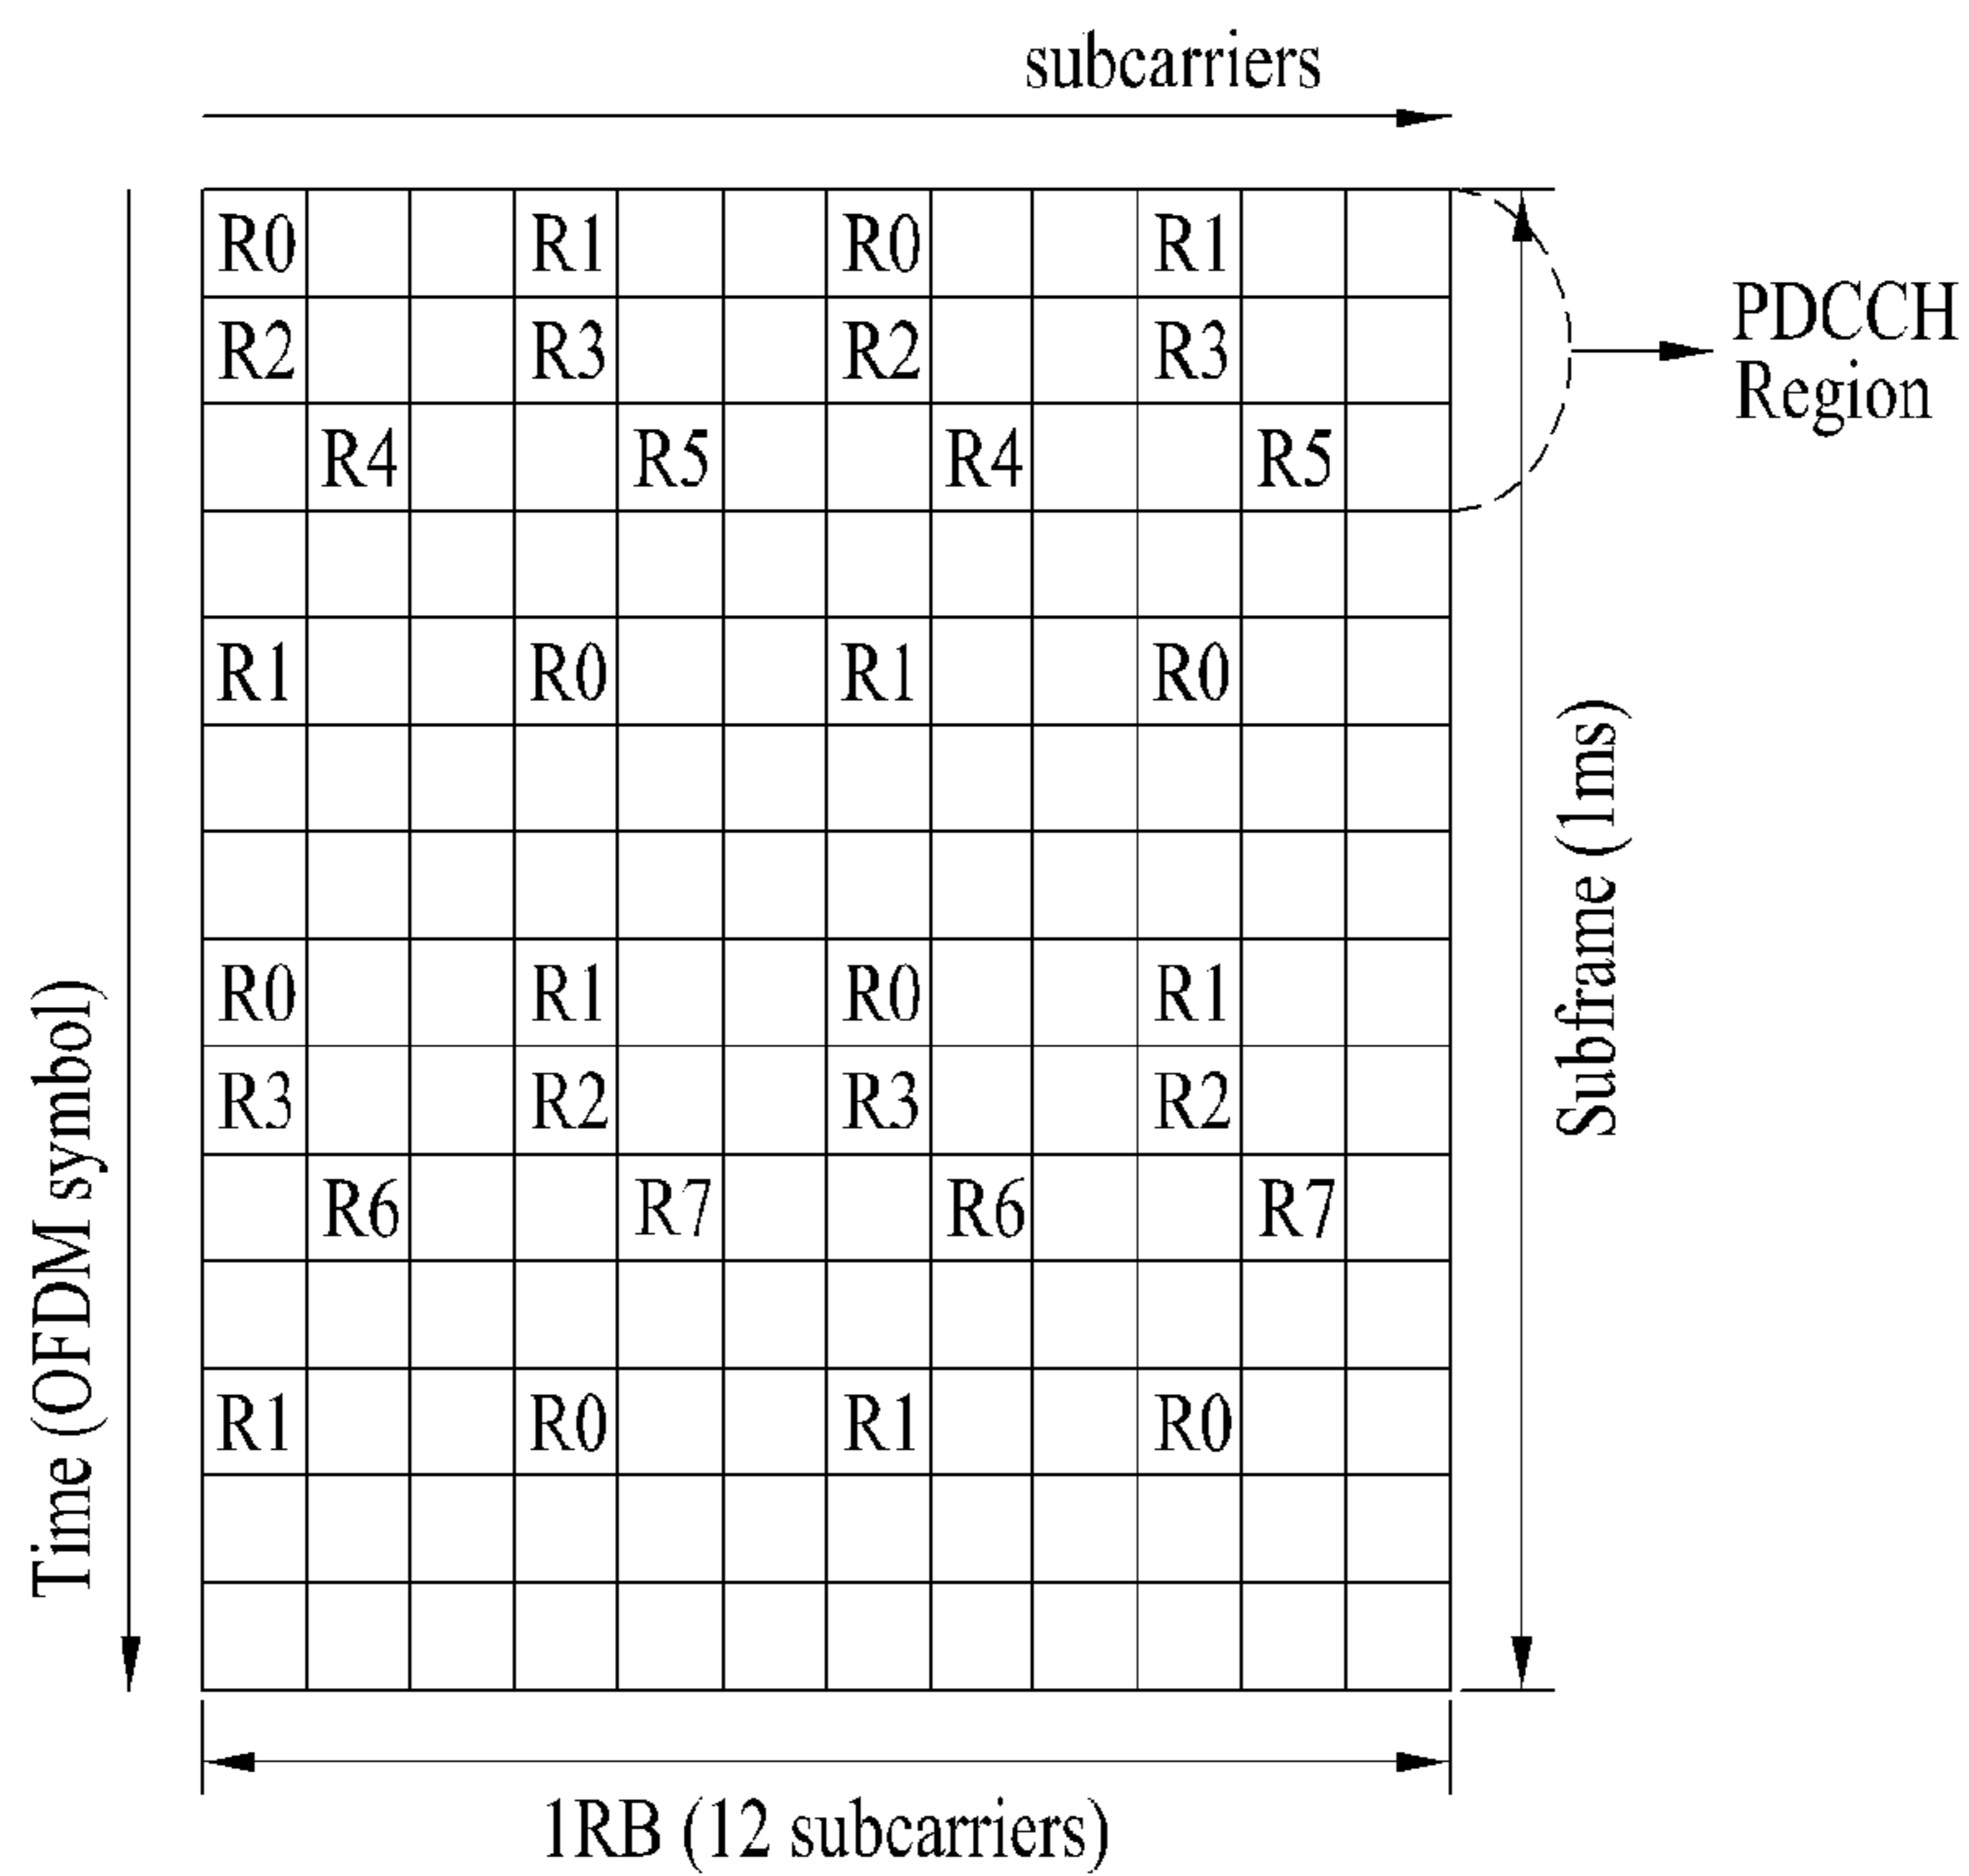 subcarriers
R0 R1 R0 R1
R2 R3 R2 R3
PDCCH
Region
R4 R5 R4 R5
R1 R0 R1 R0
R0 R1 R0 R1
R3 R2 R3 R2
R6 R7 R6 R7
R1 R0 R1 R0
Time (OFDM symbol)
Subframe (1ms)
1RB (12 subcarriers)